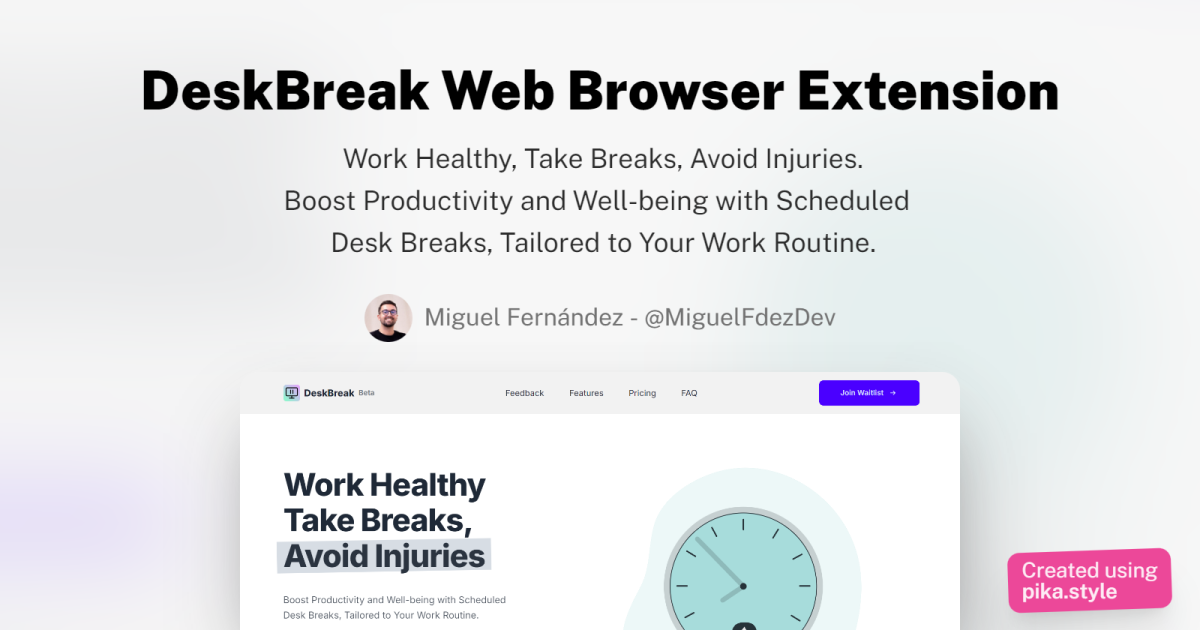 DeskBreak Web Browser Extension
Work Healthy, Take Breaks, Avoid Injuries.
Boost Productivity and Well-being with Scheduled
Desk Breaks, Tailored to Your Work Routine.
Miguel Fernández - @MiguelFdezDev
DeskBreak Beta
Feedback
Features
Pricing
FAQ
Join Waitlist →
Work Healthy
Take Breaks,
Avoid Injuries
Boost Productivity and Well-being with Scheduled
Desk Breaks, Tailored to Your Work Routine.
Created using
pika.style